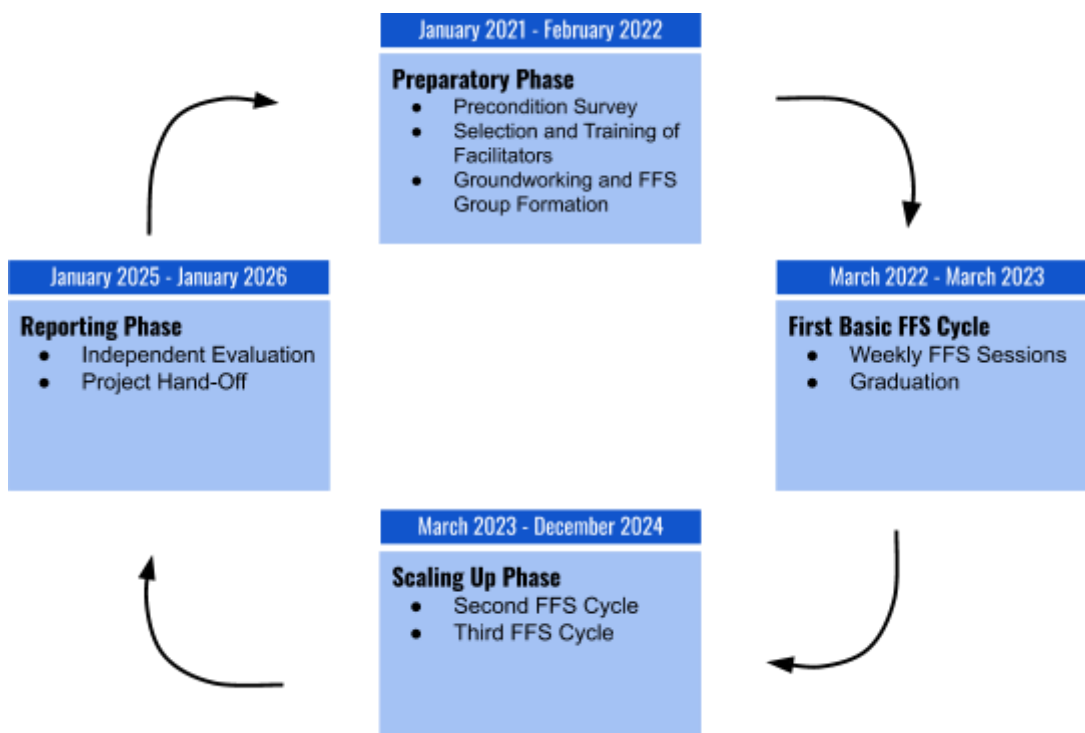 January 2021 - February 2022
Preparatory Phase
● Precondition Survey
● Selection and Training of
Facilitators
● Groundworking and FFS
Group Formation
March 2022 - March 2023
First Basic FFS Cycle
● Weekly FFS Sessions
● Graduation
March 2023 - December 2024
Scaling Up Phase
● Second FFS Cycle
● Third FFS Cycle
January 2025 - January 2026
Reporting Phase
● Independent Evaluation
● Project Hand-Off